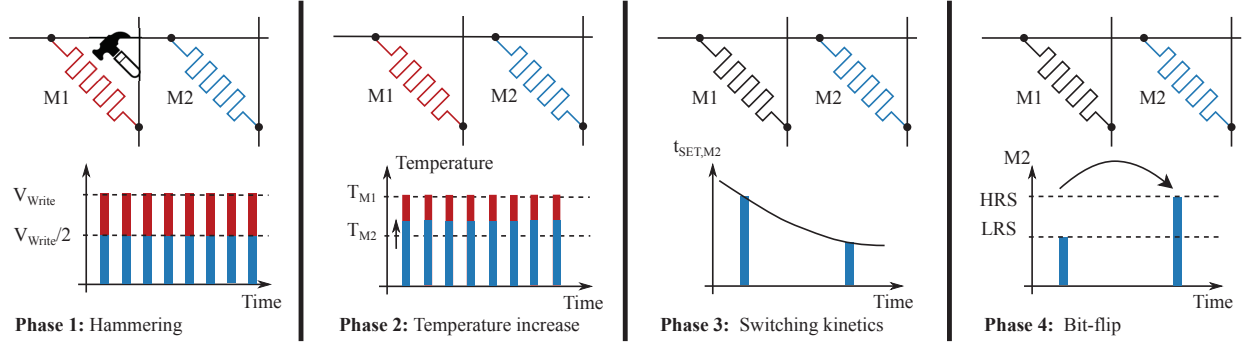 M1
M2
V_Write
V_Write/2
Time
Phase 1: Hammering
M1
M2
Temperature
T_M1
T_M2
Time
Phase 2: Temperature increase
M1
M2
t_SET,M2
Time
Phase 3: Switching kinetics
M1
M2
M2
HRS
LRS
Time
Phase 4: Bit-flip